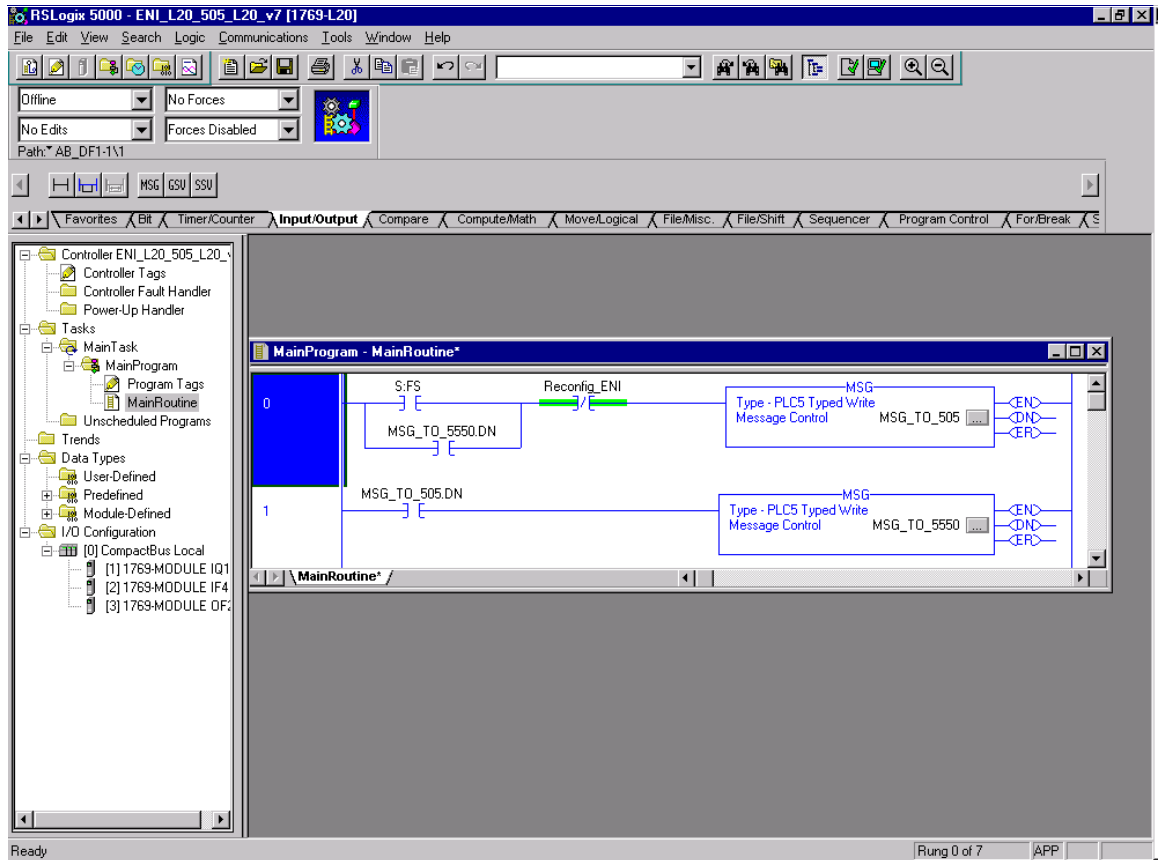 RSLogix 5000 - ENI_L20_505_L20_v7 [1769-L20]
File Edit View Search Logic Communications Tools Window Help
Offline
No Forces
No Edits
Forces Disabled
Path: AB_DF1-1\1
MSG GSV SSV
Favorites Bit Timer/Counter Input/Output Compare Compute/Math Move/Logical File/Misc. File/Shift Sequencer Program Control For/Break S
Controller ENI_L20_505_L20_
Controller Tags
Controller Fault Handler
Power-Up Handler
Tasks
MainTask
MainProgram
Program Tags
MainRoutine
Unscheduled Programs
Trends
Data Types
User-Defined
Predefined
Module-Defined
I/O Configuration
[0] CompactBus Local
[1] 1769-MODULE IQ1
[2] 1769-MODULE IF4
[3] 1769-MODULE OF2
MainProgram - MainRoutine*
0
S:FS
Reconfig_ENI
MSG_TO_5550.DN
MSG
Type - PLC5 Typed Write
Message Control MSG_TO_505 ...
EN
DN
ER
1
MSG_TO_505.DN
MSG
Type - PLC5 Typed Write
Message Control MSG_TO_5550 ...
EN
DN
ER
MainRoutine*
Ready
Rung 0 of 7
APP